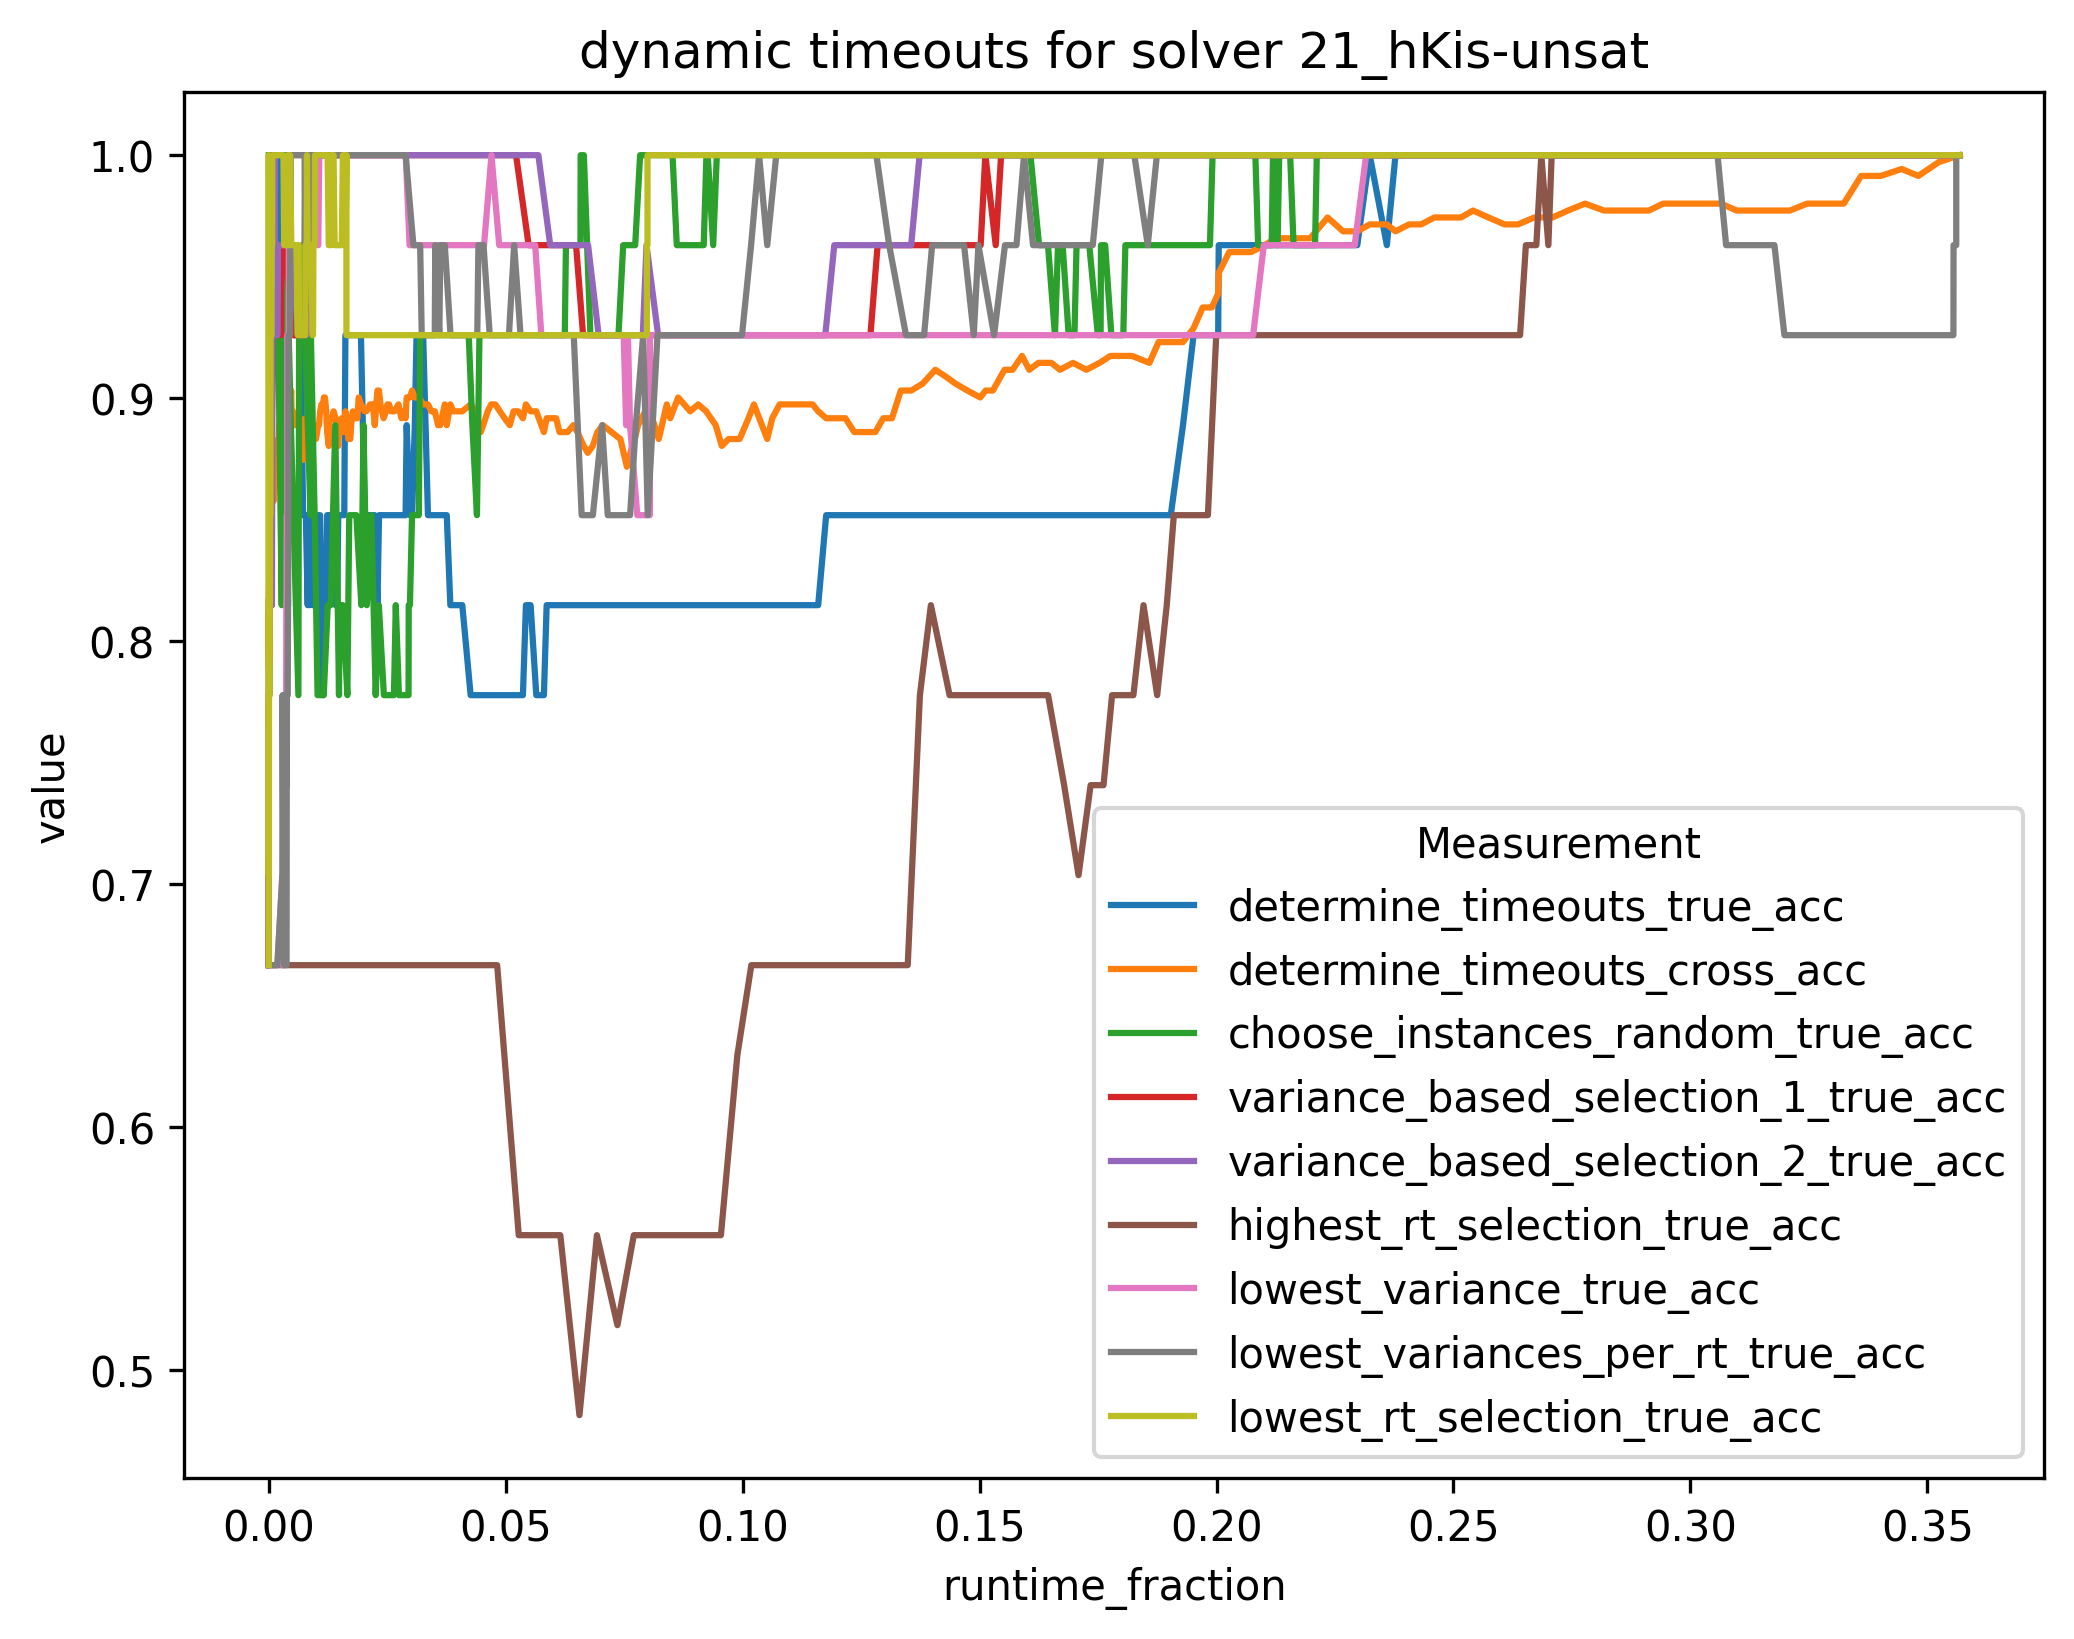 dynamic timeouts for solver 21_hKis-unsat
value
1.0
0.9
0.8
0.7
0.6
0.5
Measurement
determine_timeouts_true_acc
determine_timeouts_cross_acc
choose_instances_random_true_acc
variance_based_selection_1_true_acc
variance_based_selection_2_true_acc
highest_rt_selection_true_acc
lowest_variance_true_acc
lowest_variances_per_rt_true_acc
lowest_rt_selection_true_acc
0.00 0.05 0.10 0.15 0.20 0.25 0.30 0.35
runtime_fraction